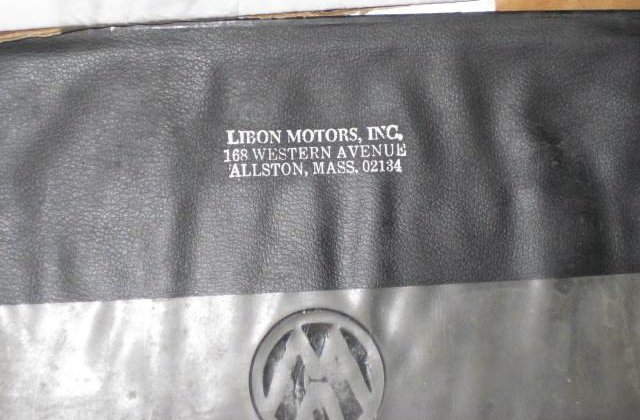 LIBON MOTORS, INC.
168 WESTERN AVENUE
ALLSTON, MASS. 02134